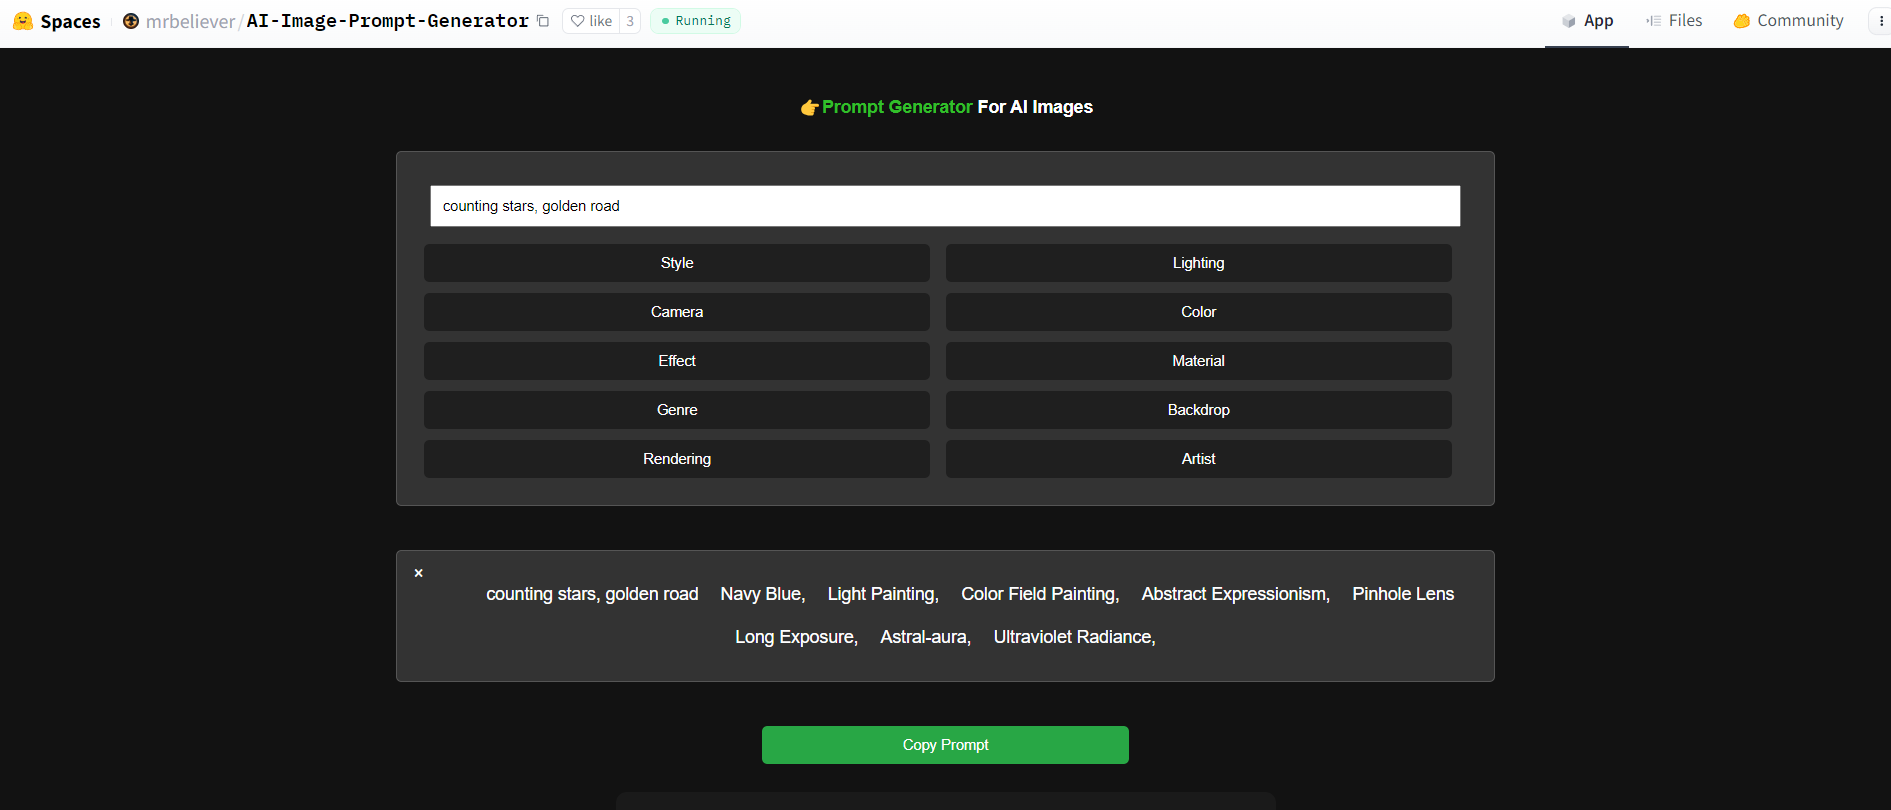 Spaces mrbeliever/AI-Image-Prompt-Generator like 3 Running App Files Community
Prompt Generator For AI Images
counting stars, golden road
Style Lighting
Camera Color
Effect Material
Genre Backdrop
Rendering Artist
×
counting stars, golden road Navy Blue, Light Painting, Color Field Painting, Abstract Expressionism, Pinhole Lens
Long Exposure, Astral-aura, Ultraviolet Radiance,
Copy Prompt